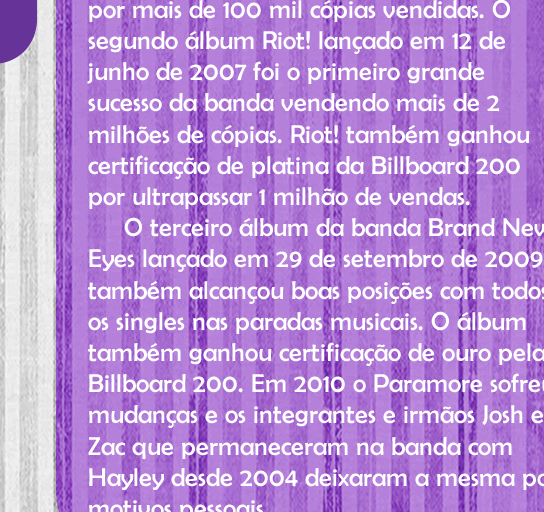 por mais de 100 mil cópias vendidas. O
segundo álbum Riot! lançado em 12 de
junho de 2007 foi o primeiro grande
sucesso da banda vendendo mais de 2
milhões de cópias. Riot! também ganhou
certificação de platina da Billboard 200
por ultrapassar 1 milhão de vendas.
O terceiro álbum da banda Brand New
Eyes lançado em 29 de setembro de 2009
também alcançou boas posições com todos
os singles nas paradas musicais. O álbum
também ganhou certificação de ouro pela
Billboard 200. Em 2010 o Paramore sofreu
mudanças e os integrantes e irmãos Josh e
Zac que permaneceram na banda com
Hayley desde 2004 deixaram a mesma po
motivos pessoais